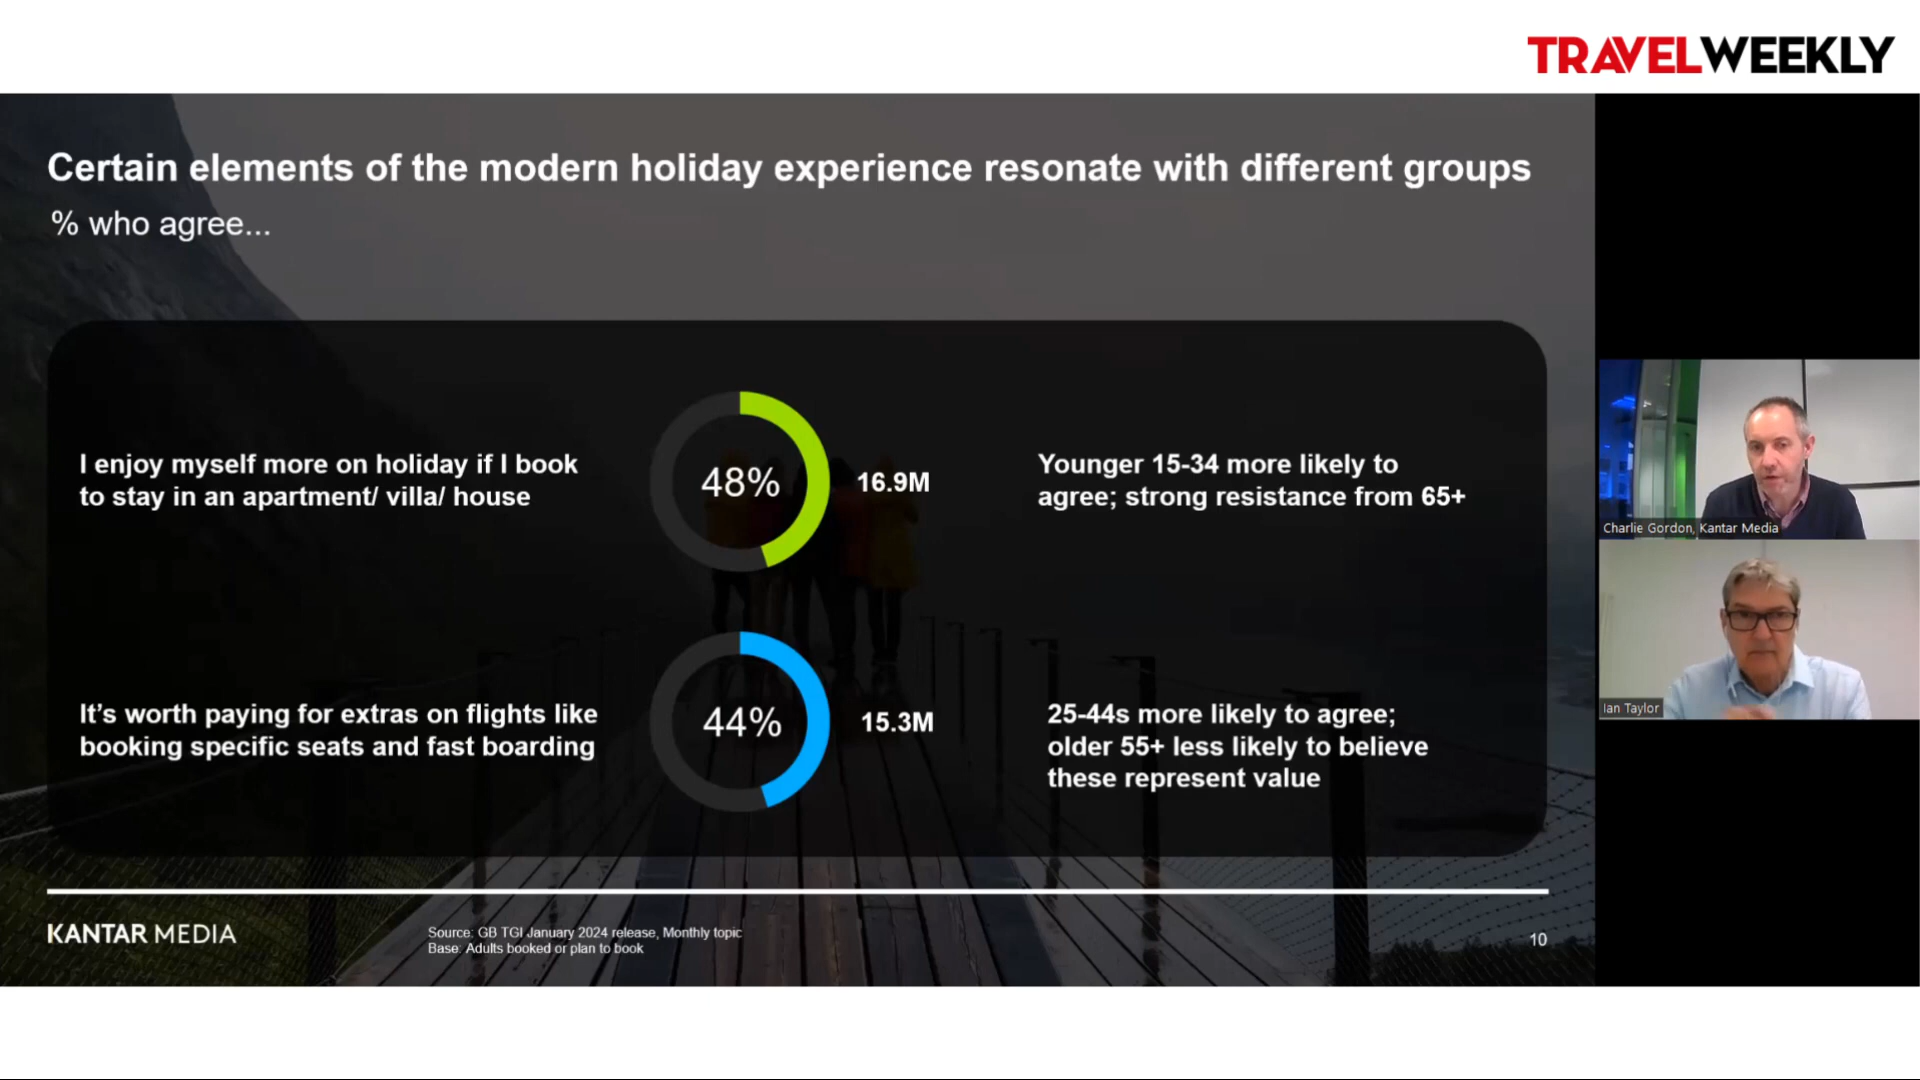 TRAVELWEEKLY
Certain elements of the modern holiday experience resonate with different groups
% who agree...
I enjoy myself more on holiday if I book
to stay in an apartment/ villa/ house
48%
16.9M
Younger 15-34 more likely to
agree; strong resistance from 65+
It’s worth paying for extras on flights like
booking specific seats and fast boarding
44%
15.3M
25-44s more likely to agree;
older 55+ less likely to believe
these represent value
KANTAR MEDIA
Source: GB TGI January 2024 release, Monthly topic
Base: Adults booked or plan to book
10
Charlie Gordon, Kantar Media
Ian Taylor